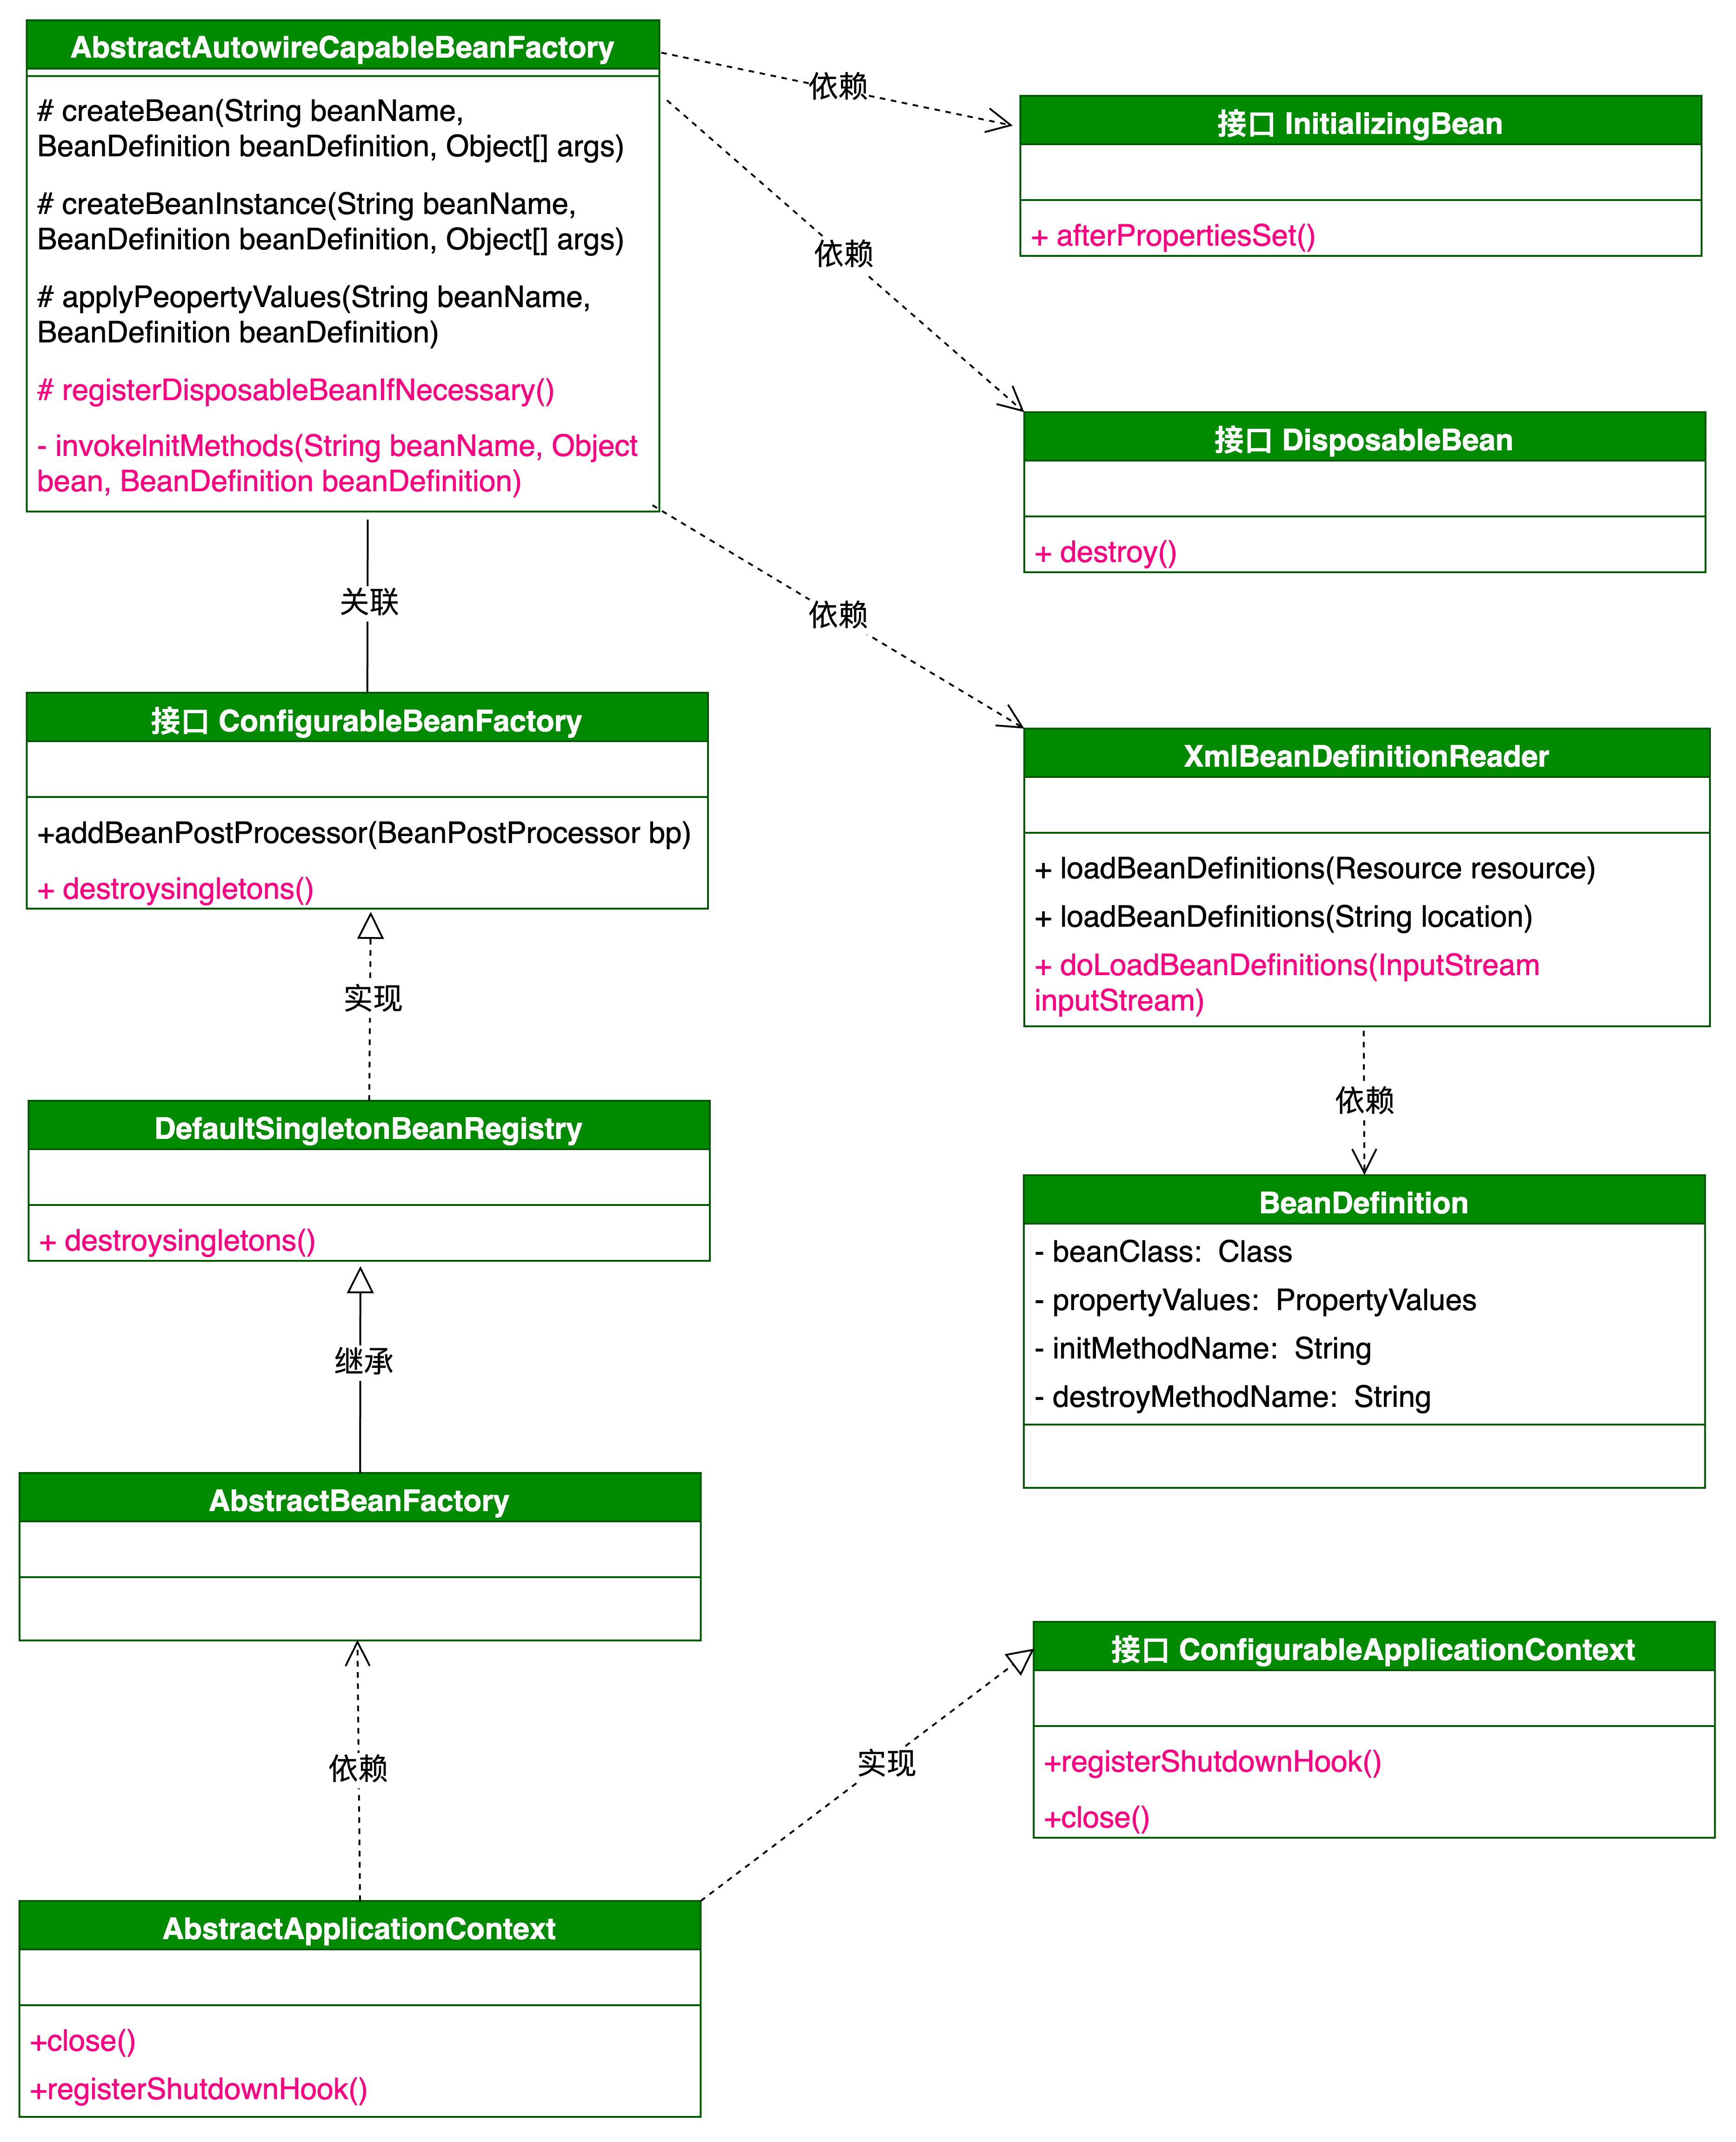 AbstractAutowireCapableBeanFactory
# createBean(String beanName,
BeanDefinition beanDefinition, Object[] args)
# createBeanInstance(String beanName,
BeanDefinition beanDefinition, Object[] args)
# applyPeopertyValues(String beanName,
BeanDefinition beanDefinition)
# registerDisposableBeanIfNecessary()
- invokeInitMethods(String beanName, Object
bean, BeanDefinition beanDefinition)
依赖
接口 InitializingBean
+ afterPropertiesSet()
依赖
接口 DisposableBean
+ destroy()
依赖
关联
接口 ConfigurableBeanFactory
+addBeanPostProcessor(BeanPostProcessor bp)
+ destroysingletons()
XmlBeanDefinitionReader
+ loadBeanDefinitions(Resource resource)
+ loadBeanDefinitions(String location)
+ doLoadBeanDefinitions(InputStream
inputStream)
实现
依赖
DefaultSingletonBeanRegistry
+ destroysingletons()
BeanDefinition
- beanClass:  Class
- propertyValues:  PropertyValues
- initMethodName:  String
- destroyMethodName:  String
继承
AbstractBeanFactory
接口 ConfigurableApplicationContext
+registerShutdownHook()
+close()
依赖
实现
AbstractApplicationContext
+close()
+registerShutdownHook()